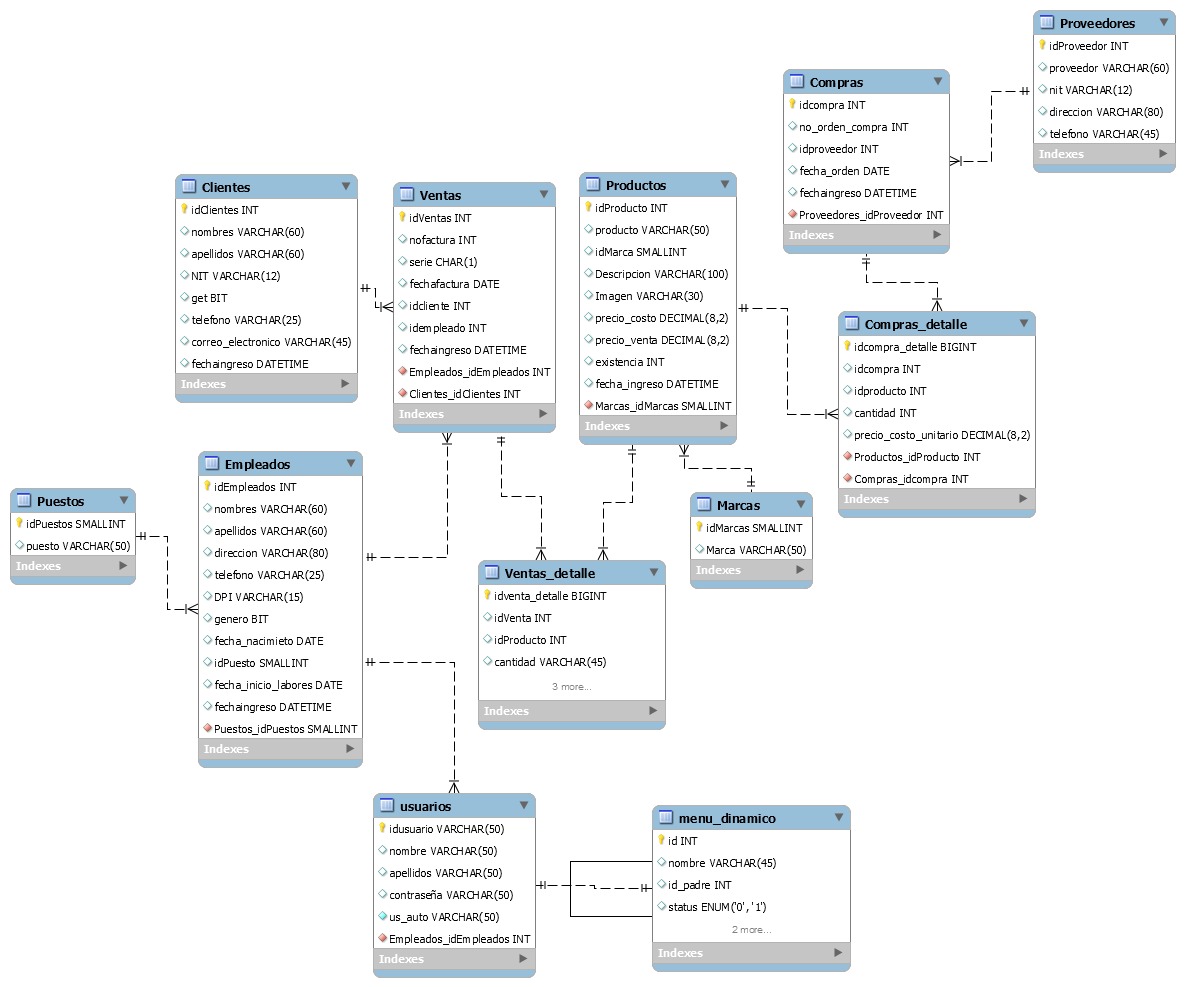 Proveedores
idProveedor INT
proveedor VARCHAR(60)
nit VARCHAR(12)
direccion VARCHAR(80)
telefono VARCHAR(45)
Indexes
Compras
idcompra INT
no_orden_compra INT
idproveedor INT
fecha_orden DATE
fechaingreso DATETIME
Proveedores_idProveedor INT
Indexes
Clientes
idClientes INT
nombres VARCHAR(60)
apellidos VARCHAR(60)
NIT VARCHAR(12)
get BIT
telefono VARCHAR(25)
correo_electronico VARCHAR(45)
fechaingreso DATETIME
Indexes
Ventas
idVentas INT
nofactura INT
serie CHAR(1)
fechafactura DATE
idcliente INT
idempleado INT
fechaingreso DATETIME
Empleados_idEmpleados INT
Clientes_idClientes INT
Indexes
Productos
idProducto INT
producto VARCHAR(50)
idMarca SMALLINT
Descripcion VARCHAR(100)
Imagen VARCHAR(30)
precio_costo DECIMAL(8,2)
precio_venta DECIMAL(8,2)
existencia INT
fecha_ingreso DATETIME
Marcas_idMarcas SMALLINT
Indexes
Compras_detalle
idcompra_detalle BIGINT
idcompra INT
idproducto INT
cantidad INT
precio_costo_unitario DECIMAL(8,2)
Productos_idProducto INT
Compras_idcompra INT
Indexes
Puestos
idPuestos SMALLINT
puesto VARCHAR(50)
Indexes
Empleados
idEmpleados INT
nombres VARCHAR(60)
apellidos VARCHAR(60)
direccion VARCHAR(80)
telefono VARCHAR(25)
DPI VARCHAR(15)
genero BIT
fecha_nacimieto DATE
idPuesto SMALLINT
fecha_inicio_labores DATE
fechaingreso DATETIME
Puestos_idPuestos SMALLINT
Indexes
Marcas
idMarcas SMALLINT
Marca VARCHAR(50)
Indexes
Ventas_detalle
idventa_detalle BIGINT
idVenta INT
idProducto INT
cantidad VARCHAR(45)
3 more...
Indexes
usuarios
idusuario VARCHAR(50)
nombre VARCHAR(50)
apellidos VARCHAR(50)
contraseña VARCHAR(50)
us_auto VARCHAR(50)
Empleados_idEmpleados INT
Indexes
menu_dinamico
id INT
nombre VARCHAR(45)
id_padre INT
status ENUM('0', '1')
2 more...
Indexes